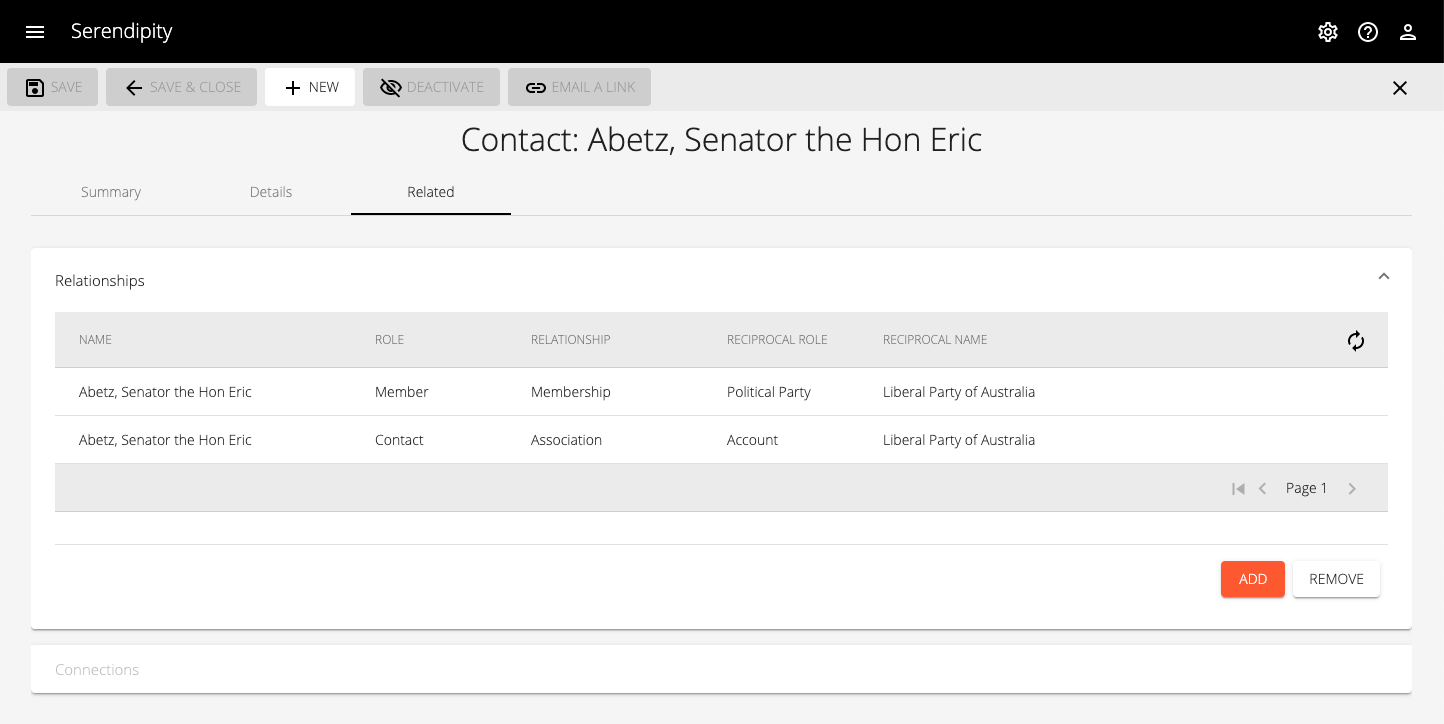 Serendipity
SAVE SAVE & CLOSE NEW DEACTIVATE EMAIL A LINK
Contact: Abetz, Senator the Hon Eric
Summary Details Related
Relationships
NAME ROLE RELATIONSHIP RECIPROCAL ROLE RECIPROCAL NAME
Abetz, Senator the Hon Eric Member Membership Political Party Liberal Party of Australia
Abetz, Senator the Hon Eric Contact Association Account Liberal Party of Australia
Page 1
ADD REMOVE
Connections